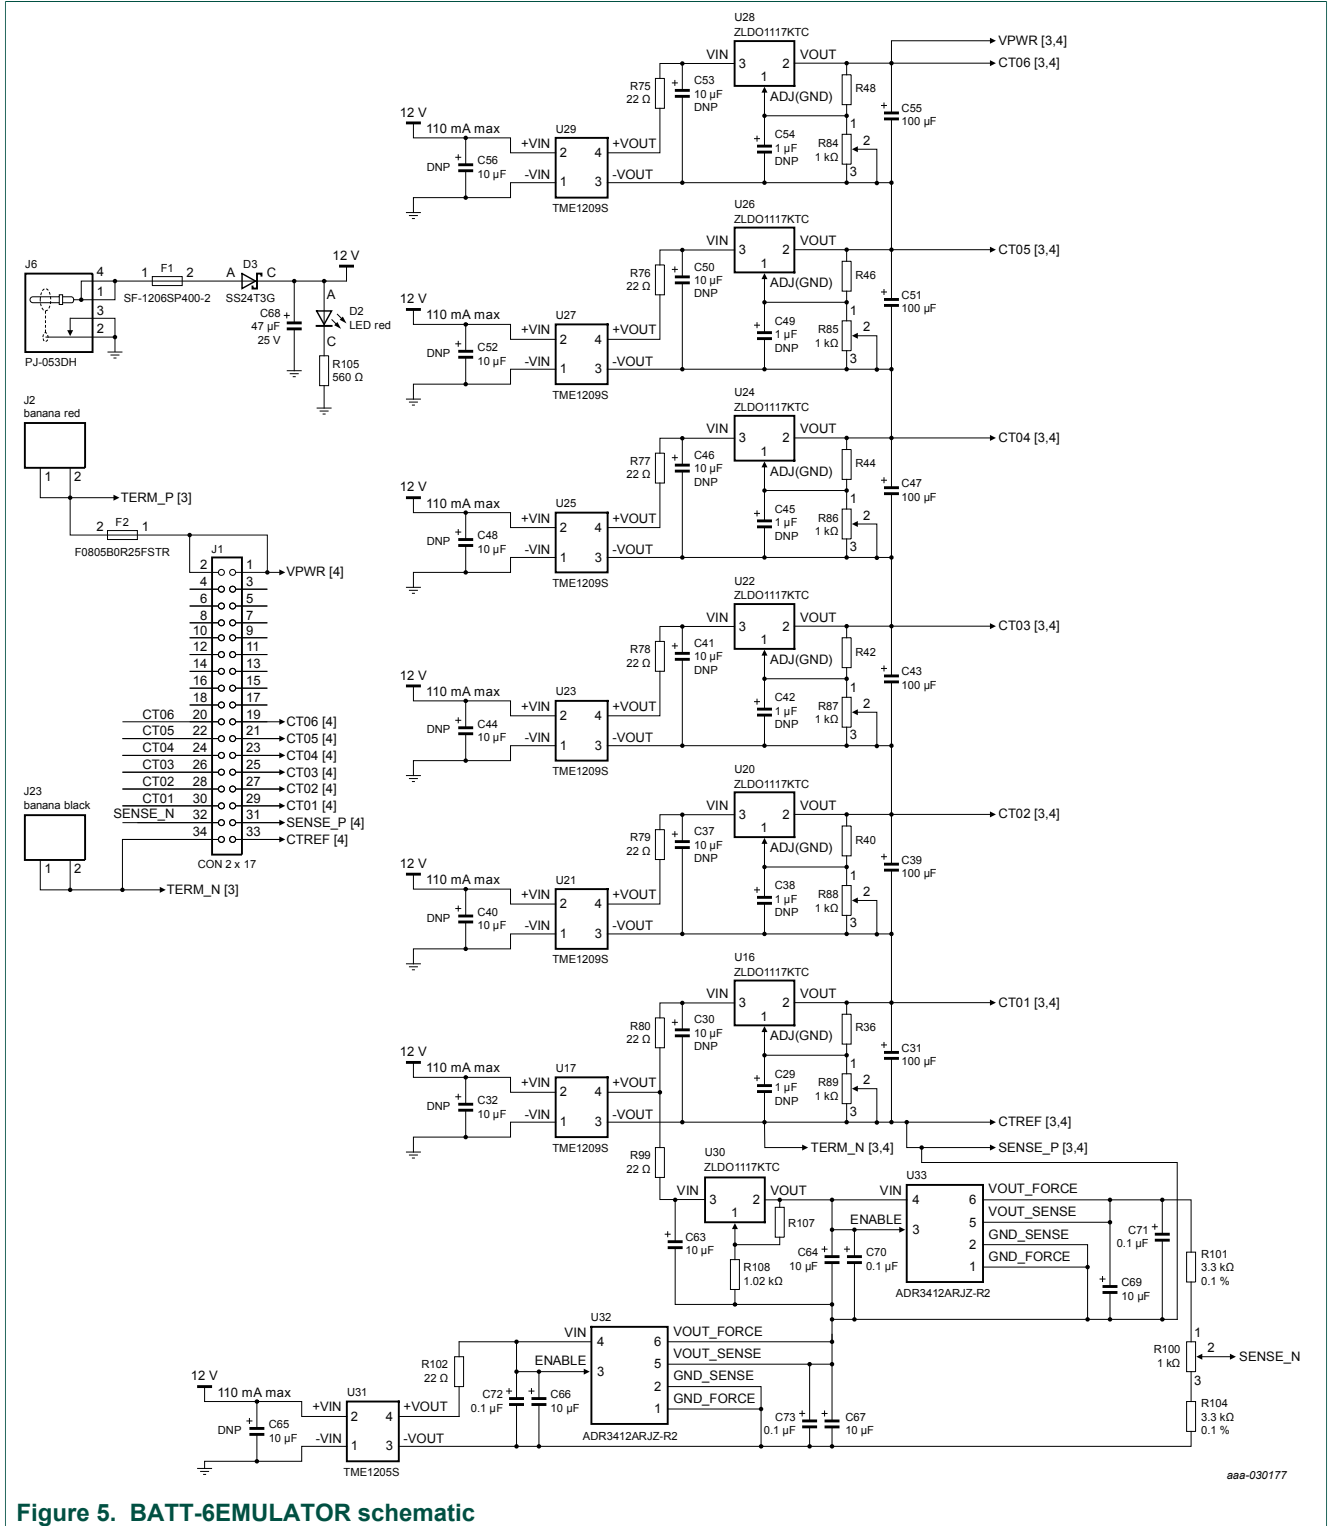 U28
ZLDO1117KTC
VIN 3 2 VOUT
1
ADJ(GND)
VPWR [3,4]
CT06 [3,4]
R75
22 Ω
+ C53
10 µF
DNP
R48
+ C55
100 µF
+ C54
1 µF
DNP
R84
1 kΩ
1
2
3
12 V
110 mA max
DNP
+ C56
10 µF
U29
+VIN 2 4 +VOUT
-VIN 1 3 -VOUT
TME1209S
U26
ZLDO1117KTC
VIN 3 2 VOUT
1
ADJ(GND)
CT05 [3,4]
R76
22 Ω
+ C50
10 µF
DNP
R46
+ C51
100 µF
+ C49
1 µF
DNP
R85
1 kΩ
1
2
3
12 V
110 mA max
DNP
+ C52
10 µF
U27
+VIN 2 4 +VOUT
-VIN 1 3 -VOUT
TME1209S
J6
4
1
3
2
PJ-053DH
1 F1 2
SF-1206SP400-2
D3
A C
SS24T3G
12 V
C68 +
47 µF
25 V
A
D2
LED red
C
R105
560 Ω
J2
banana red
1 2
TERM_P [3]
2 F2 1
F0805B0R25FSTR
J1
2 1 VPWR [4]
4 3
6 5
8 7
10 9
12 11
14 13
16 15
18 17
CT06 20 19 CT06 [4]
CT05 22 21 CT05 [4]
CT04 24 23 CT04 [4]
CT03 26 25 CT03 [4]
CT02 28 27 CT02 [4]
CT01 30 29 CT01 [4]
SENSE_N 32 31 SENSE_P [4]
34 33 CTREF [4]
CON 2 x 17
J23
banana black
1 2
TERM_N [3]
U24
ZLDO1117KTC
VIN 3 2 VOUT
1
ADJ(GND)
CT04 [3,4]
R77
22 Ω
+ C46
10 µF
DNP
R44
+ C47
100 µF
+ C45
1 µF
DNP
R86
1 kΩ
1
2
3
12 V
110 mA max
DNP
+ C48
10 µF
U25
+VIN 2 4 +VOUT
-VIN 1 3 -VOUT
TME1209S
U22
ZLDO1117KTC
VIN 3 2 VOUT
1
ADJ(GND)
CT03 [3,4]
R78
22 Ω
+ C41
10 µF
DNP
R42
+ C43
100 µF
+ C42
1 µF
DNP
R87
1 kΩ
1
2
3
12 V
110 mA max
DNP
+ C44
10 µF
U23
+VIN 2 4 +VOUT
-VIN 1 3 -VOUT
TME1209S
U20
ZLDO1117KTC
VIN 3 2 VOUT
1
ADJ(GND)
CT02 [3,4]
R79
22 Ω
+ C37
10 µF
DNP
R40
+ C39
100 µF
+ C38
1 µF
DNP
R88
1 kΩ
1
2
3
12 V
110 mA max
DNP
+ C40
10 µF
U21
+VIN 2 4 +VOUT
-VIN 1 3 -VOUT
TME1209S
U16
ZLDO1117KTC
VIN 3 2 VOUT
1
ADJ(GND)
CT01 [3,4]
R80
22 Ω
+ C30
10 µF
DNP
R36
+ C31
100 µF
+ C29
1 µF
DNP
R89
1 kΩ
1
2
3
12 V
110 mA max
DNP
+ C32
10 µF
U17
+VIN 2 4 +VOUT
-VIN 1 3 -VOUT
TME1209S
CTREF [3,4]
TERM_N [3,4]
SENSE_P [3,4]
R99
22 Ω
U30
ZLDO1117KTC
VIN 3 2 VOUT
1
R107
+ C63
10 µF
R108
1.02 kΩ
C64 +
10 µF
+ C70
0.1 µF
U33
VIN 4 6 VOUT_FORCE
ENABLE 3 5 VOUT_SENSE
2 GND_SENSE
1 GND_FORCE
ADR3412ARJZ-R2
C71 +
0.1 µF
+ C69
10 µF
R101
3.3 kΩ
0.1 %
R100
1 kΩ
1
2
3
SENSE_N
R104
3.3 kΩ
0.1 %
U32
VIN 4 6 VOUT_FORCE
ENABLE 3 5 VOUT_SENSE
2 GND_SENSE
1 GND_FORCE
ADR3412ARJZ-R2
R102
22 Ω
C72 +
0.1 µF
+ C66
10 µF
C73 +
0.1 µF
+ C67
10 µF
12 V
110 mA max
DNP
+ C65
10 µF
U31
+VIN 2 4 +VOUT
-VIN 1 3 -VOUT
TME1205S
aaa-030177
Figure 5. BATT-6EMULATOR schematic